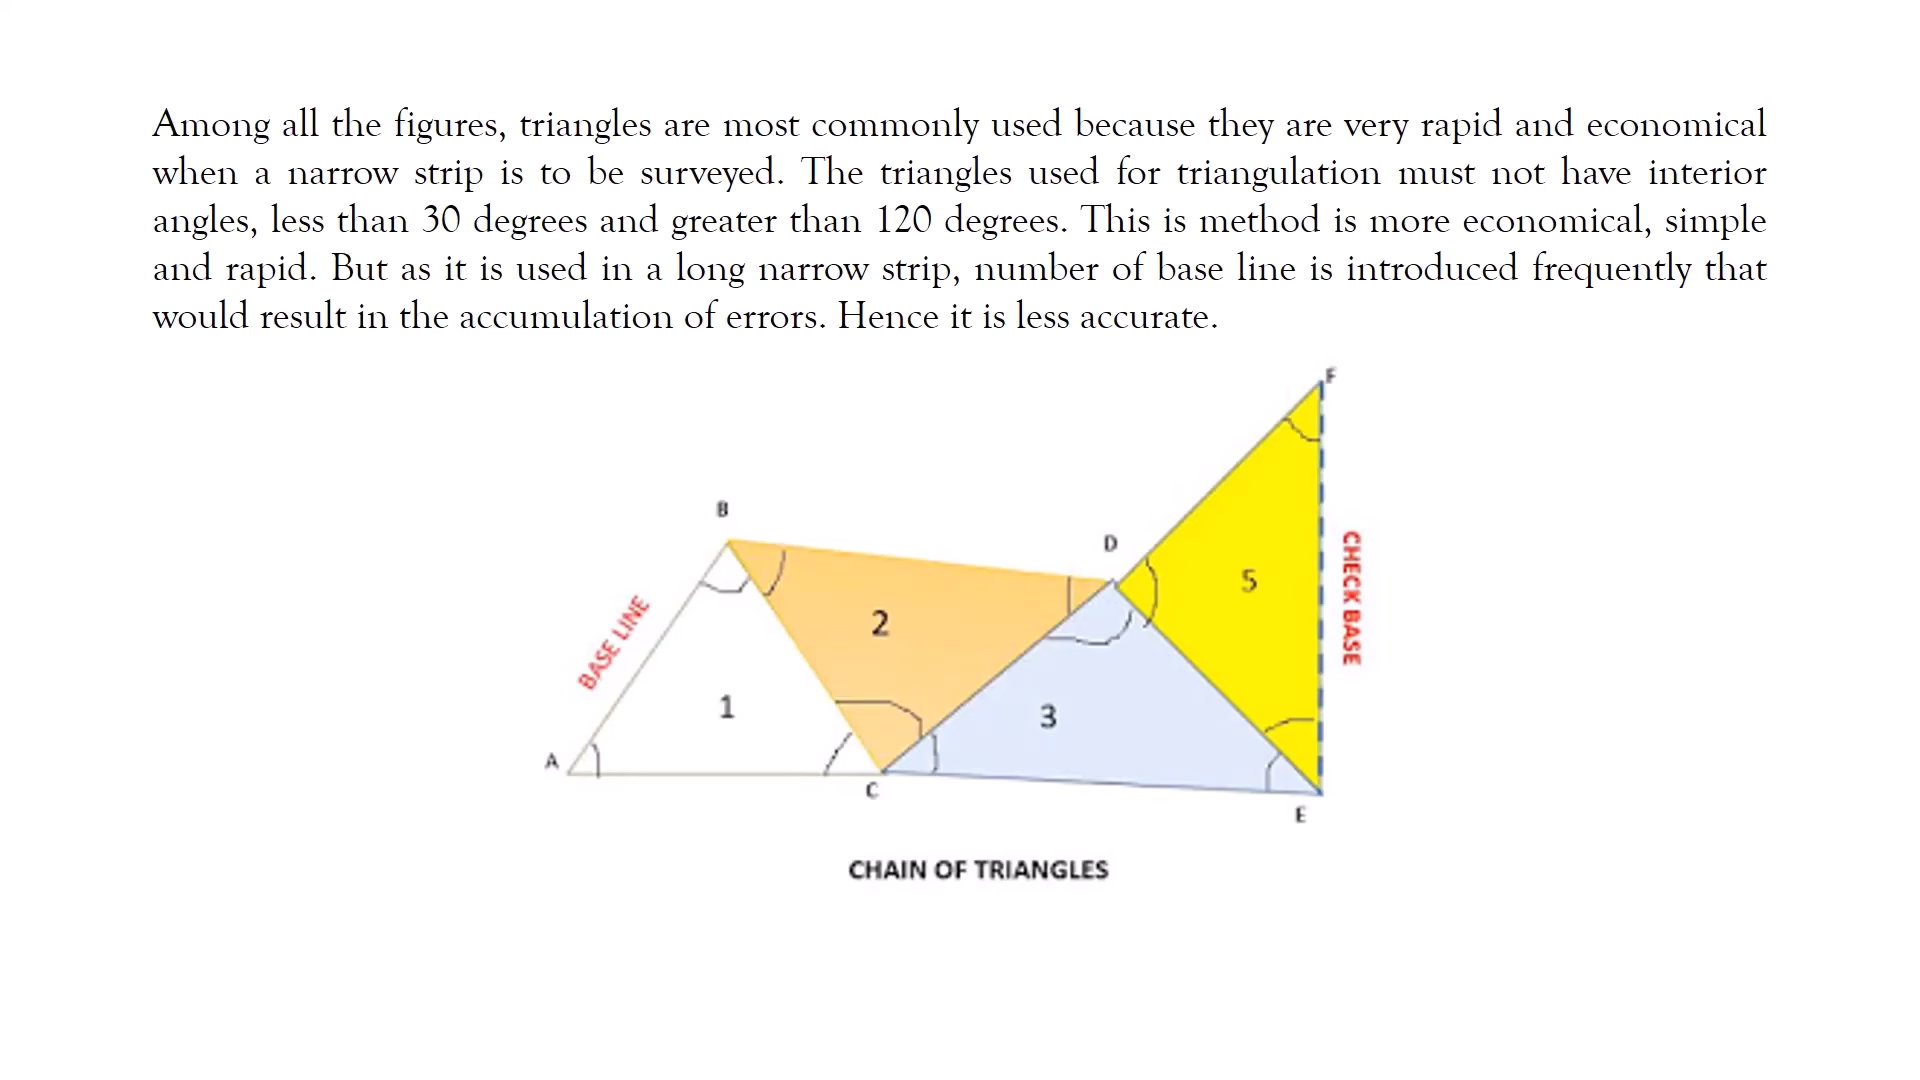 Among all the figures, triangles are most commonly used because they are very rapid and economical
when a narrow strip is to be surveyed. The triangles used for triangulation must not have interior
angles, less than 30 degrees and greater than 120 degrees. This is method is more economical, simple
and rapid. But as it is used in a long narrow strip, number of base line is introduced frequently that
would result in the accumulation of errors. Hence it is less accurate.
F
B
D
CHECK BASE
5
BASE LINE
2
1
3
A
C
E
CHAIN OF TRIANGLES